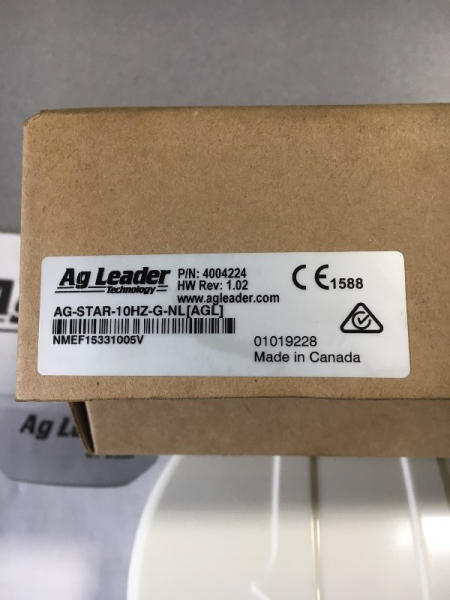 Ag Leader
Technology
P/N: 4004224
HW Rev: 1.02
www.agleader.com
CE 1588
AG-STAR-10HZ-G-NL[AGL]
NMEF15331005V
01019228
Made in Canada
Ag Leader